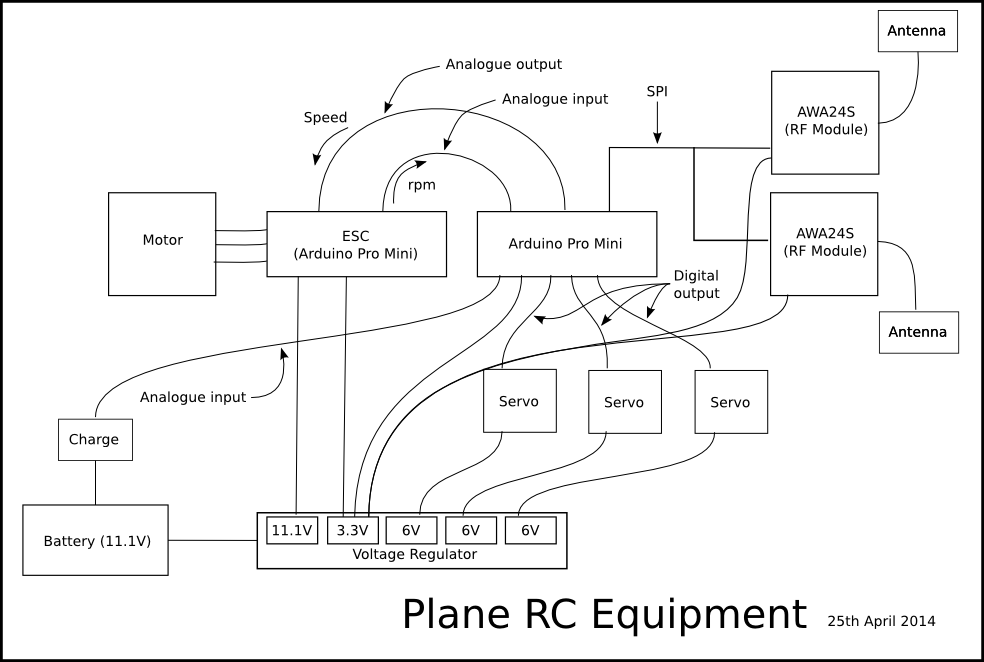 Antenna
Analogue output
Analogue input
SPI
Speed
AWA24S
(RF Module)
rpm
Motor
ESC
(Arduino Pro Mini)
Arduino Pro Mini
AWA24S
(RF Module)
Digital
output
Antenna
Analogue input
Servo
Servo
Servo
Charge
Battery (11.1V)
11.1V
3.3V
6V
6V
6V
Voltage Regulator
Plane RC Equipment
25th April 2014